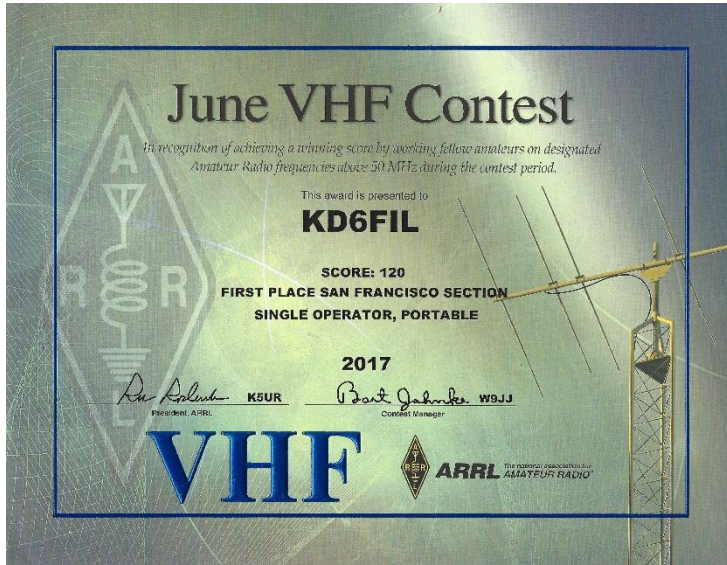 June VHF Contest
In recognition of achieving a winning score by working fellow amateurs on designated
Amateur Radio frequencies above 50 MHz during the contest period.
This award is presented to
KD6FIL
SCORE: 120
FIRST PLACE SAN FRANCISCO SECTION
SINGLE OPERATOR, PORTABLE
2017
K5UR
Bart Jahnke W9JJ
President, ARRL
Contest Manager
VHF
ARRL The national association for
AMATEUR RADIO®
A
R R
L
A
R R
L